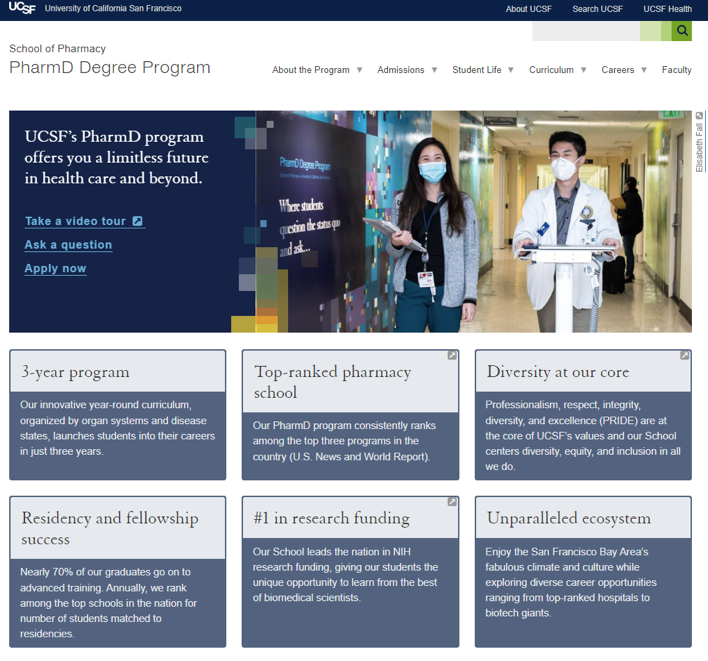 UCSF University of California San Francisco
About UCSF Search UCSF UCSF Health
School of Pharmacy
PharmD Degree Program
About the Program Admissions Student Life Curriculum Careers Faculty
UCSF's PharmD program
offers you a limitless future
in health care and beyond.
Take a video tour
Ask a question
Apply now
PharmD Degree Program
Where students
question the status quo
and ask...
EXIT
Elisabeth Fall
3-year program
Our innovative year-round curriculum,
organized by organ systems and disease
states, launches students into their careers
in just three years.
Top-ranked pharmacy
school
Our PharmD program consistently ranks
among the top three programs in the
country (U.S. News and World Report).
Diversity at our core
Professionalism, respect, integrity,
diversity, and excellence (PRIDE) are at
the core of UCSF's values and our School
centers diversity, equity, and inclusion in all
we do.
Residency and fellowship
success
Nearly 70% of our graduates go on to
advanced training. Annually, we rank
among the top schools in the nation for
number of students matched to
residencies.
#1 in research funding
Our School leads the nation in NIH
research funding, giving our students the
unique opportunity to learn from the best
of biomedical scientists.
Unparalleled ecosystem
Enjoy the San Francisco Bay Area's
fabulous climate and culture while
exploring diverse career opportunities
ranging from top-ranked hospitals to
biotech giants.